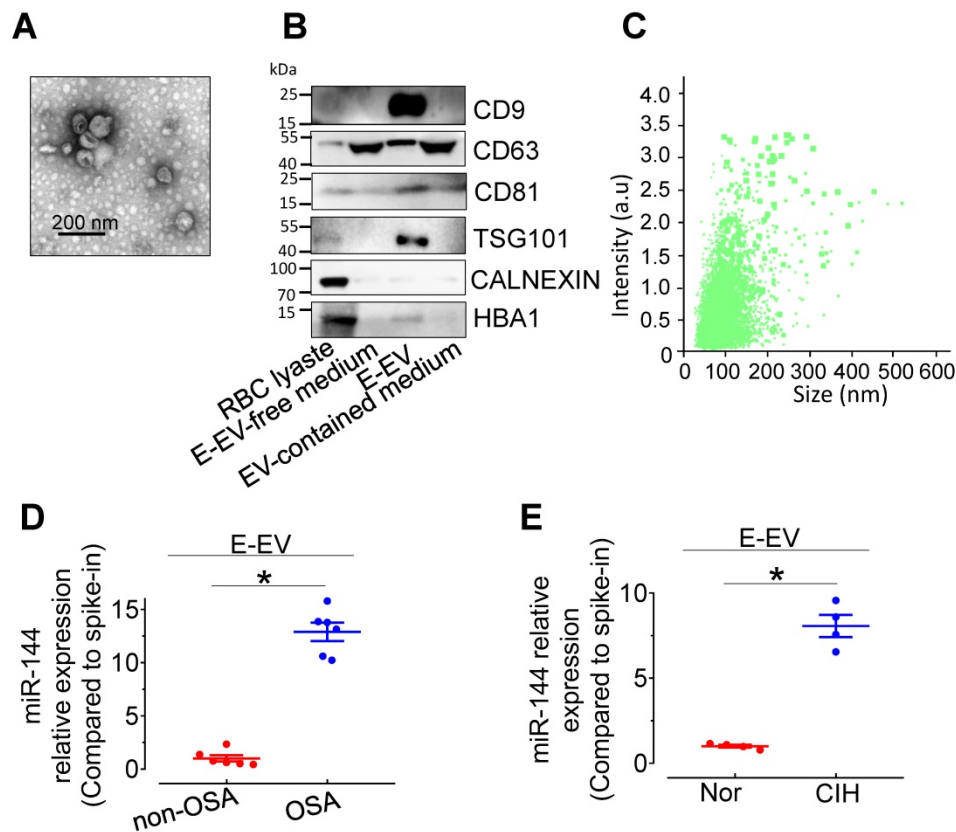 A
200 nm
B
kDa
25
15
CD9
55
40
CD63
25
15
CD81
55
40
TSG101
100
70
CALNEXIN
15
HBA1
RBC lyaste
E-EV-free medium
E-EV
EV-contained medium
C
Intensity (a.u)
4.0
3.5
3.0
2.5
2.0
1.5
1.0
0.5
0
0 100 200 300 400 500 600
Size (nm)
D
E-EV
*
miR-144
relative expression
(Compared to spike-in)
15
10
5
0
non-OSA OSA
E
E-EV
*
miR-144 relative
expression
(Compared to spike-in)
10
5
0
Nor CIH